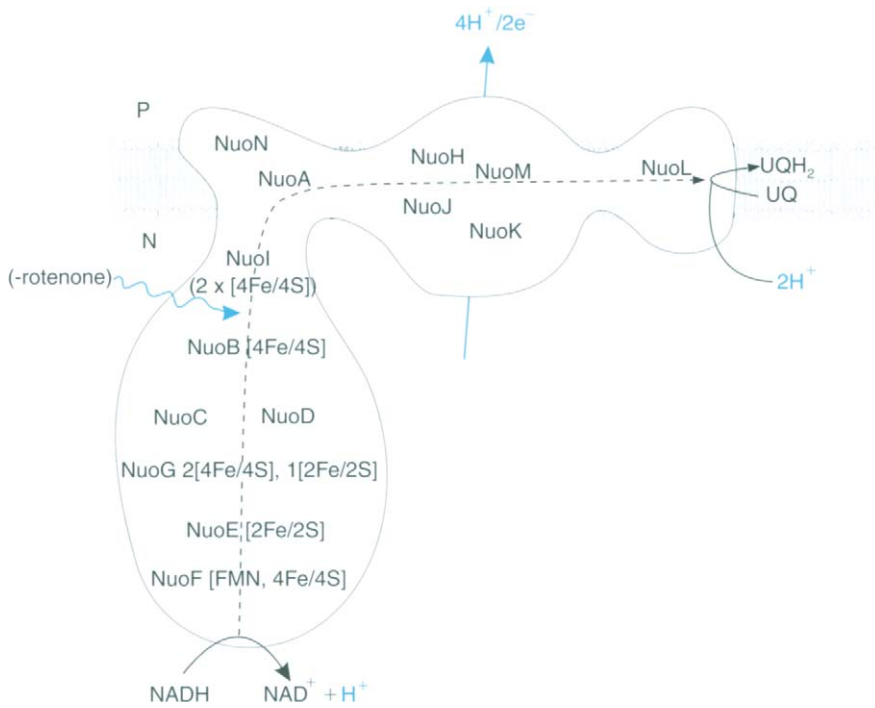 4H⁺/2e⁻
P
NuoN
NuoH
NuoM
NuoL
UQH₂
NuoA
UQ
NuoJ
N
NuoK
NuoI
(-rotenone)
(2 x [4Fe/4S])
2H⁺
NuoB [4Fe/4S]
NuoC
NuoD
NuoG 2[4Fe/4S], 1[2Fe/2S]
NuoE [2Fe/2S]
NuoF [FMN, 4Fe/4S]
NADH
NAD⁺ + H⁺